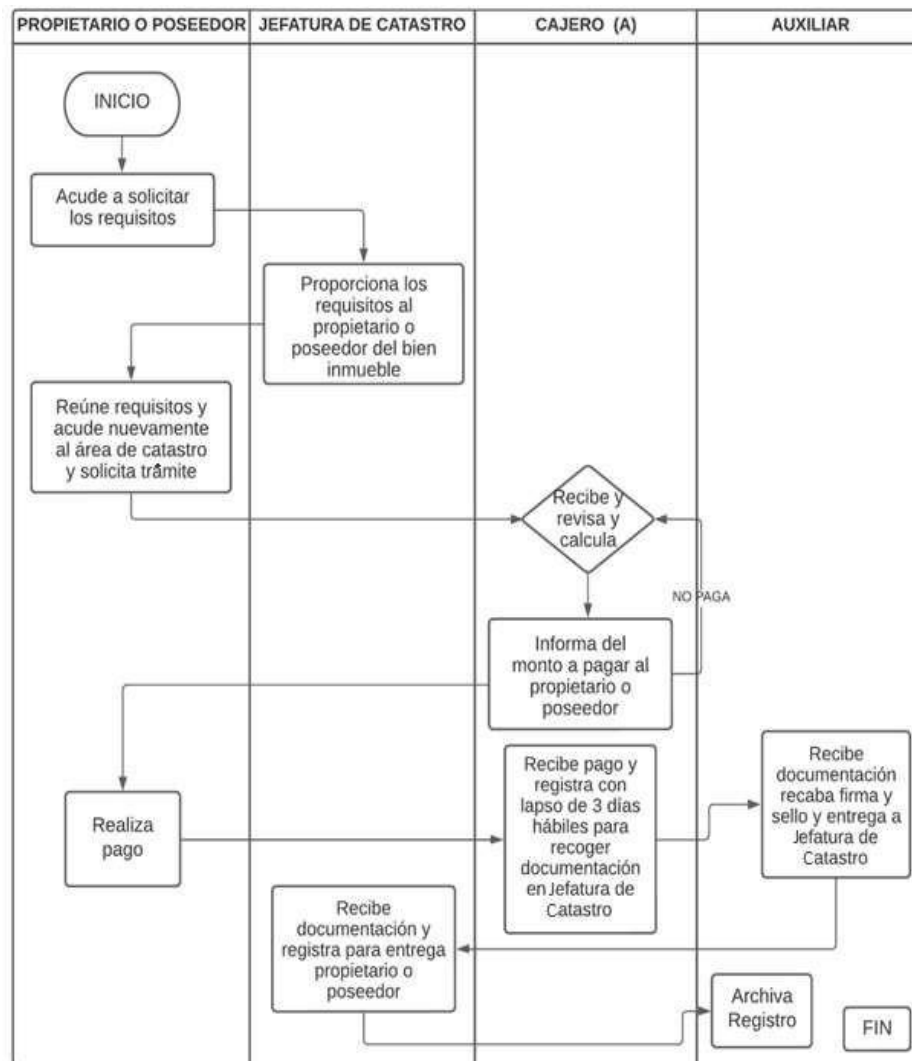 PROPIETARIO O POSEEDOR
JEFATURA DE CATASTRO
CAJERO (A)
AUXILIAR
INICIO
Acude a solicitar
los requisitos
Proporciona los
requisitos al
propietario o
poseedor del bien
inmueble
Reúne requisitos y
acude nuevamente
al área de catastro
y solicita trámite
Recibe y
revisa y
calcula
NO PAGA
Informa del
monto a pagar al
propietario o
poseedor
Realiza
pago
Recibe pago y
registra con
lapso de 3 días
hábiles para
recoger
documentación
en Jefatura de
Catastro
Recibe
documentación
recaba firma y
sello y entrega a
Jefatura de
Catastro
Recibe
documentación y
registra para entrega
propietario o
poseedor
Archiva
Registro
FIN